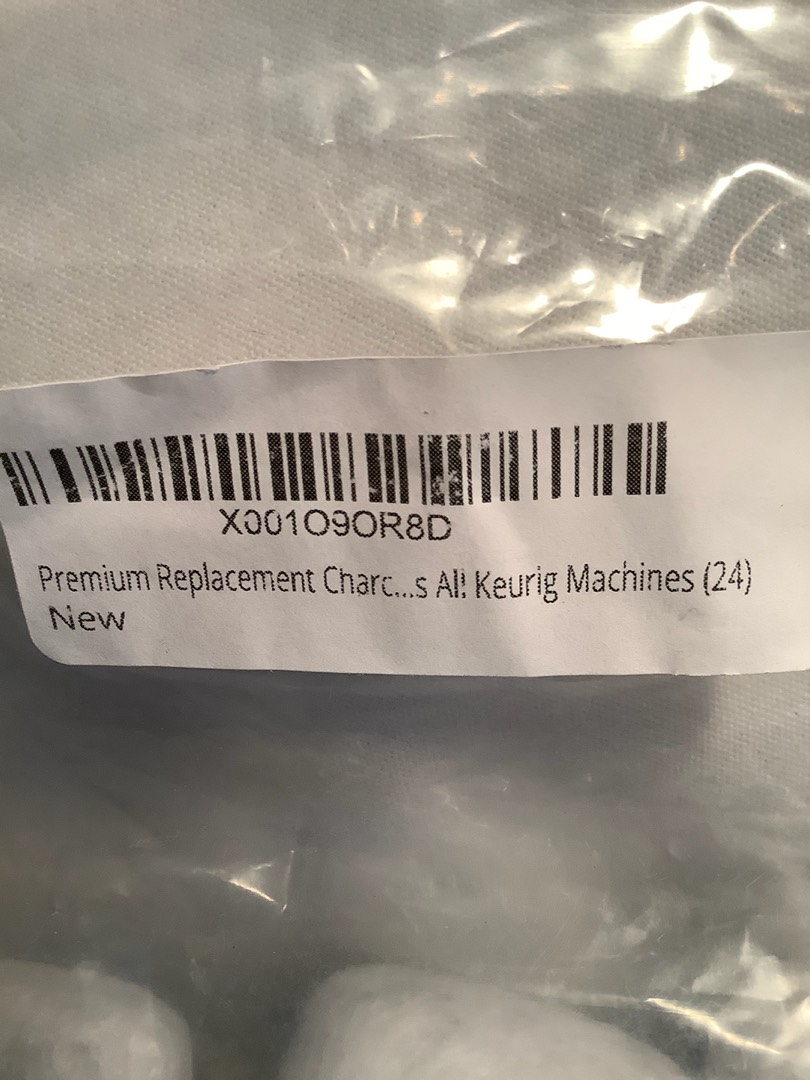 X001O9OR8D
Premium Replacement Charc...s All Keurig Machines (24)
New